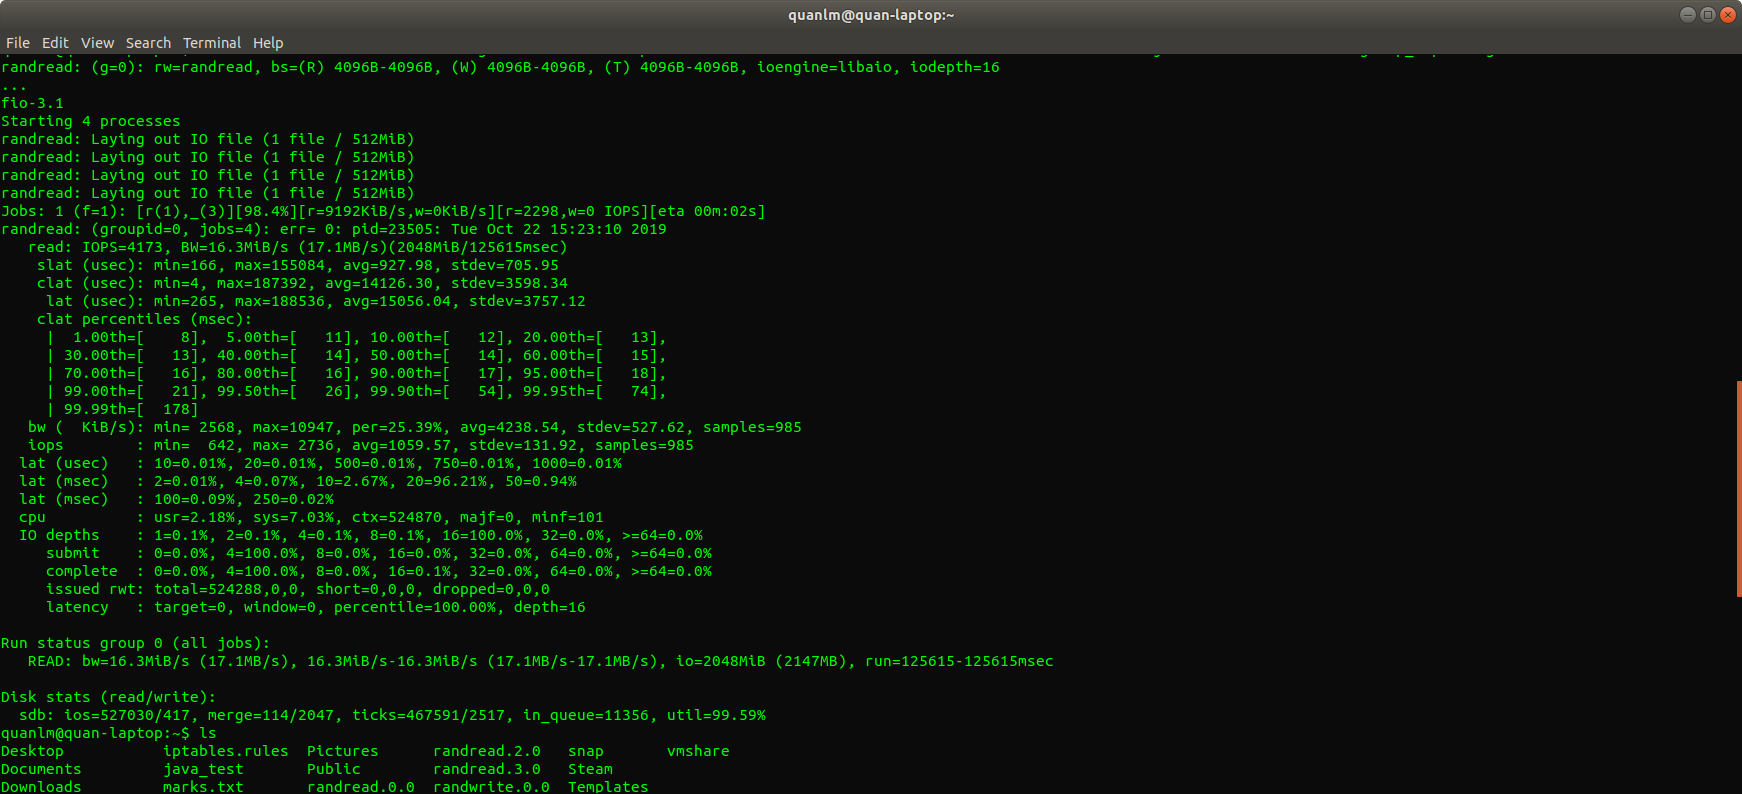 quanlm@quan-laptop:~
File Edit View Search Terminal Help
randread: (g=0): rw=randread, bs=(R) 4096B-4096B, (W) 4096B-4096B, (T) 4096B-4096B, ioengine=libaio, iodepth=16
...
fio-3.1
Starting 4 processes
randread: Laying out IO file (1 file / 512MiB)
randread: Laying out IO file (1 file / 512MiB)
randread: Laying out IO file (1 file / 512MiB)
randread: Laying out IO file (1 file / 512MiB)
Jobs: 1 (f=1): [r(1),_(3)][98.4%][r=9192KiB/s,w=0KiB/s][r=2298,w=0 IOPS][eta 00m:02s]
randread: (groupid=0, jobs=4): err= 0: pid=23505: Tue Oct 22 15:23:10 2019
   read: IOPS=4173, BW=16.3MiB/s (17.1MB/s)(2048MiB/125615msec)
    slat (usec): min=166, max=155084, avg=927.98, stdev=705.95
    clat (usec): min=4, max=187392, avg=14126.30, stdev=3598.34
     lat (usec): min=265, max=188536, avg=15056.04, stdev=3757.12
    clat percentiles (msec):
     |  1.00th=[    8],  5.00th=[   11], 10.00th=[   12], 20.00th=[   13],
     | 30.00th=[   13], 40.00th=[   14], 50.00th=[   14], 60.00th=[   15],
     | 70.00th=[   16], 80.00th=[   16], 90.00th=[   17], 95.00th=[   18],
     | 99.00th=[   21], 99.50th=[   26], 99.90th=[   54], 99.95th=[   74],
     | 99.99th=[  178]
   bw (  KiB/s): min= 2568, max=10947, per=25.39%, avg=4238.54, stdev=527.62, samples=985
   iops        : min=  642, max= 2736, avg=1059.57, stdev=131.92, samples=985
  lat (usec)   : 10=0.01%, 20=0.01%, 500=0.01%, 750=0.01%, 1000=0.01%
  lat (msec)   : 2=0.01%, 4=0.07%, 10=2.67%, 20=96.21%, 50=0.94%
  lat (msec)   : 100=0.09%, 250=0.02%
  cpu          : usr=2.18%, sys=7.03%, ctx=524870, majf=0, minf=101
  IO depths    : 1=0.1%, 2=0.1%, 4=0.1%, 8=0.1%, 16=100.0%, 32=0.0%, >=64=0.0%
     submit    : 0=0.0%, 4=100.0%, 8=0.0%, 16=0.0%, 32=0.0%, 64=0.0%, >=64=0.0%
     complete  : 0=0.0%, 4=100.0%, 8=0.0%, 16=0.1%, 32=0.0%, 64=0.0%, >=64=0.0%
     issued rwt: total=524288,0,0, short=0,0,0, dropped=0,0,0
     latency   : target=0, window=0, percentile=100.00%, depth=16
Run status group 0 (all jobs):
   READ: bw=16.3MiB/s (17.1MB/s), 16.3MiB/s-16.3MiB/s (17.1MB/s-17.1MB/s), io=2048MiB (2147MB), run=125615-125615msec
Disk stats (read/write):
  sdb: ios=527030/417, merge=114/2047, ticks=467591/2517, in_queue=11356, util=99.59%
quanlm@quan-laptop:~$ ls
Desktop           iptables.rules  Pictures      randread.2.0   snap       vmshare
Documents         java_test       Public        randread.3.0   Steam
Downloads         marks.txt       randread.0.0  randwrite.0.0  Templates